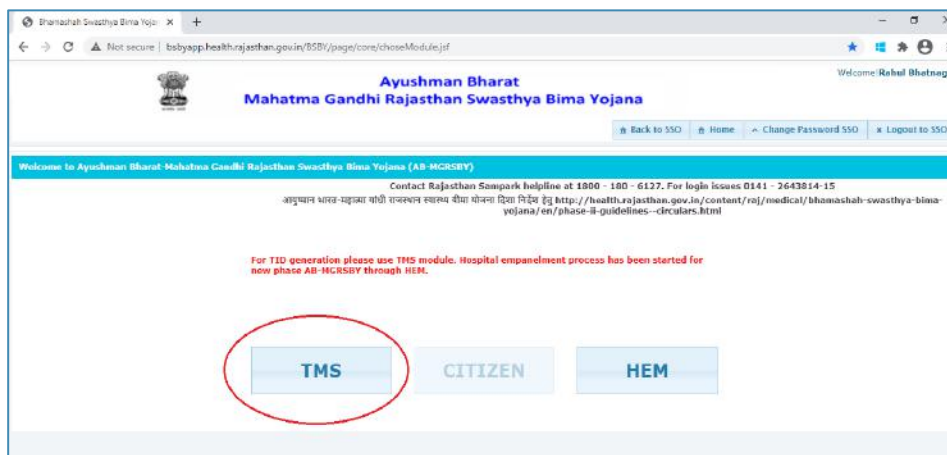 Bhamashah Swasthya Bima Yoja
Not secure | bsbyapp.health.rajasthan.gov.in/BSBY/page/core/choseModule.jsf
Welcome:Rahul Bhatnag
Ayushman Bharat
Mahatma Gandhi Rajasthan Swasthya Bima Yojana
Back to SSO Home Change Password SSO x Logout to SSO
Welcome to Ayushman Bharat-Mahatma Gandhi Rajasthan Swasthya Bima Yojana (AB-MGRSBY)
Contact Rajasthan Sampark helpline at 1800 - 180 - 6127. For login issues 0141 - 2643814-15
आयुष्मान भारत-महात्मा गांधी राजस्थान स्वास्थ्य बीमा योजना दिशा निर्देश हेतु http://health.rajasthan.gov.in/content/raj/medical/bhamashah-swasthya-bima-
yojana/en/phase-ii-guidelines--circulars.html
For TID generation please use TMS module. Hospital empanelment process has been started for
new phase AB-MGRSBY through HEM.
TMS CITIZEN HEM